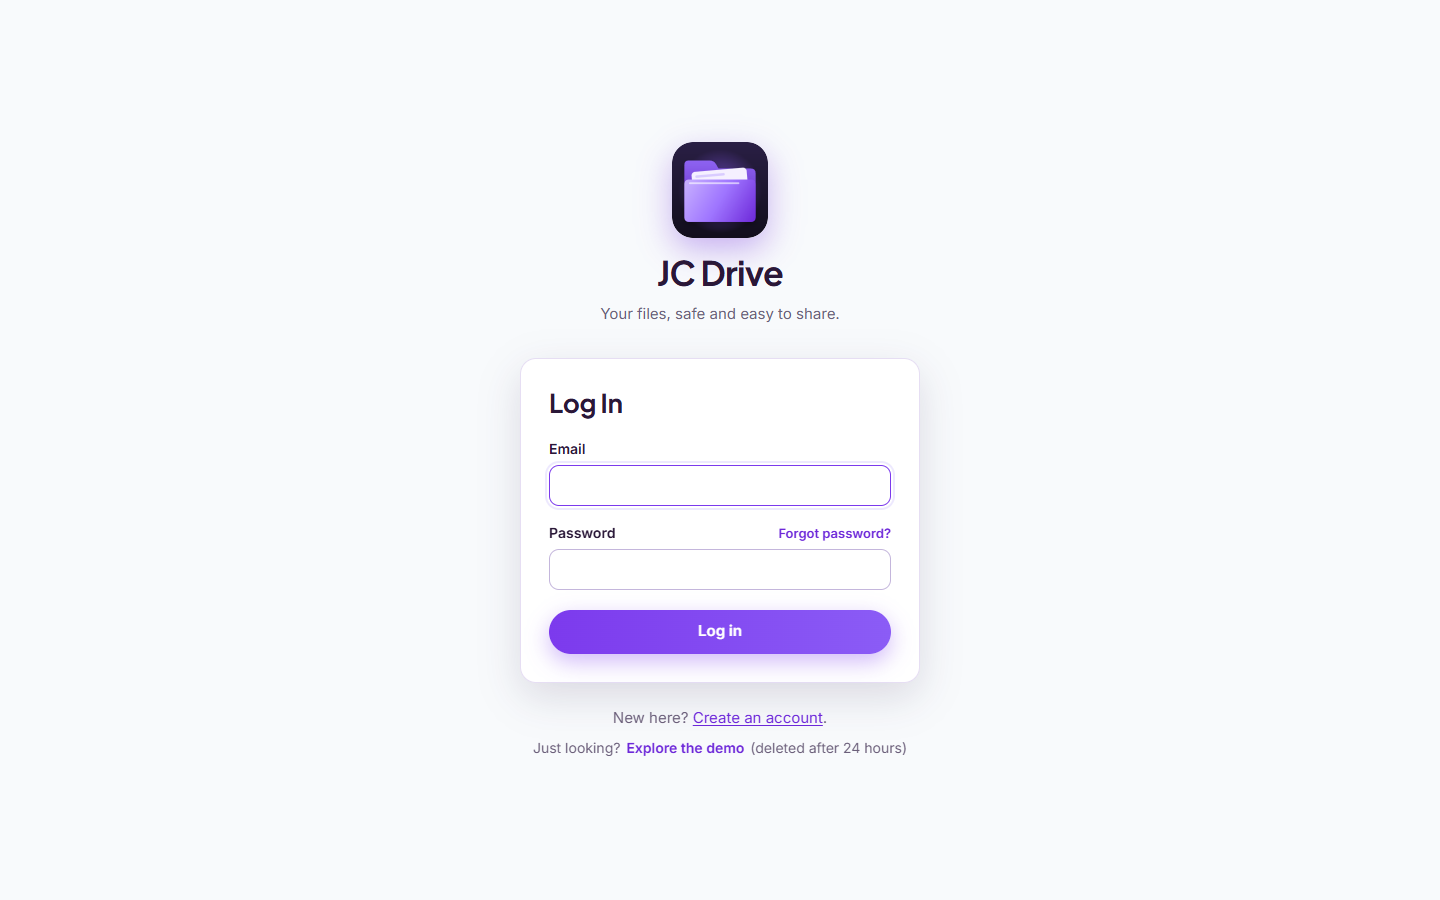 JC Drive
Your files, safe and easy to share.
Log In
Email
Password
Forgot password?
Log in
New here? Create an account.
Just looking? Explore the demo (deleted after 24 hours)